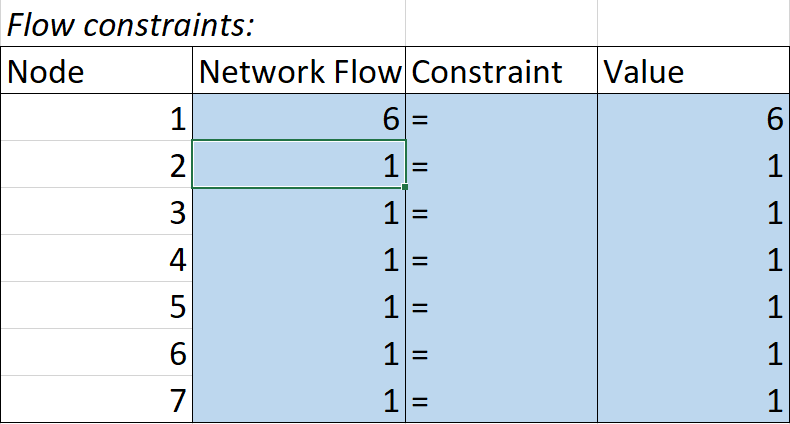 Flow constraints:
Node Network Flow Constraint Value
1 6 = 6
2 1 = 1
3 1 = 1
4 1 = 1
5 1 = 1
6 1 = 1
7 1 = 1